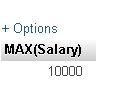 + Options
MAX(Salary)
10000